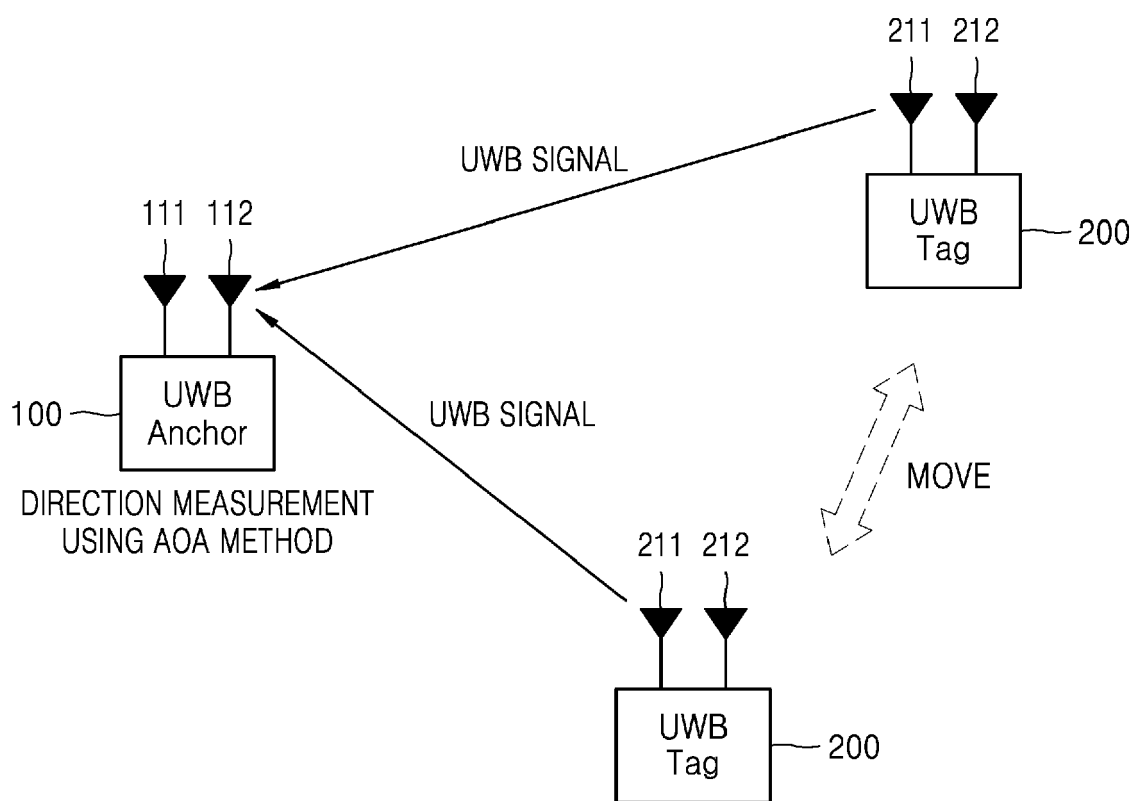 211 212
UWB SIGNAL
UWB
Tag
200
111 112
UWB
Anchor
100
UWB SIGNAL
DIRECTION MEASUREMENT
USING AOA METHOD
MOVE
211 212
UWB
Tag
200